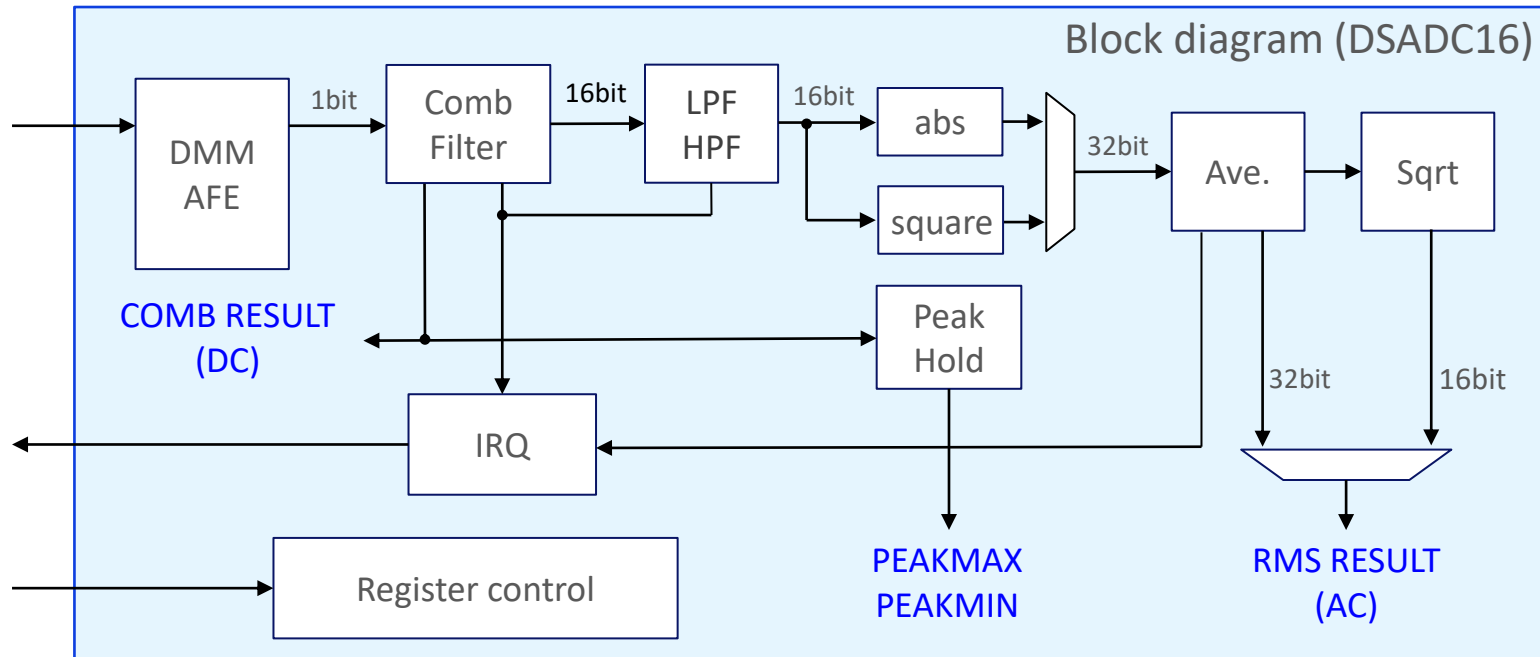 Block diagram (DSADC16)
DMM
AFE
1bit
Comb
Filter
16bit
LPF
HPF
16bit
abs
square
32bit
Ave.
Sqrt
COMB RESULT
(DC)
Peak
Hold
32bit
16bit
IRQ
Register control
PEAKMAX
PEAKMIN
RMS RESULT
(AC)